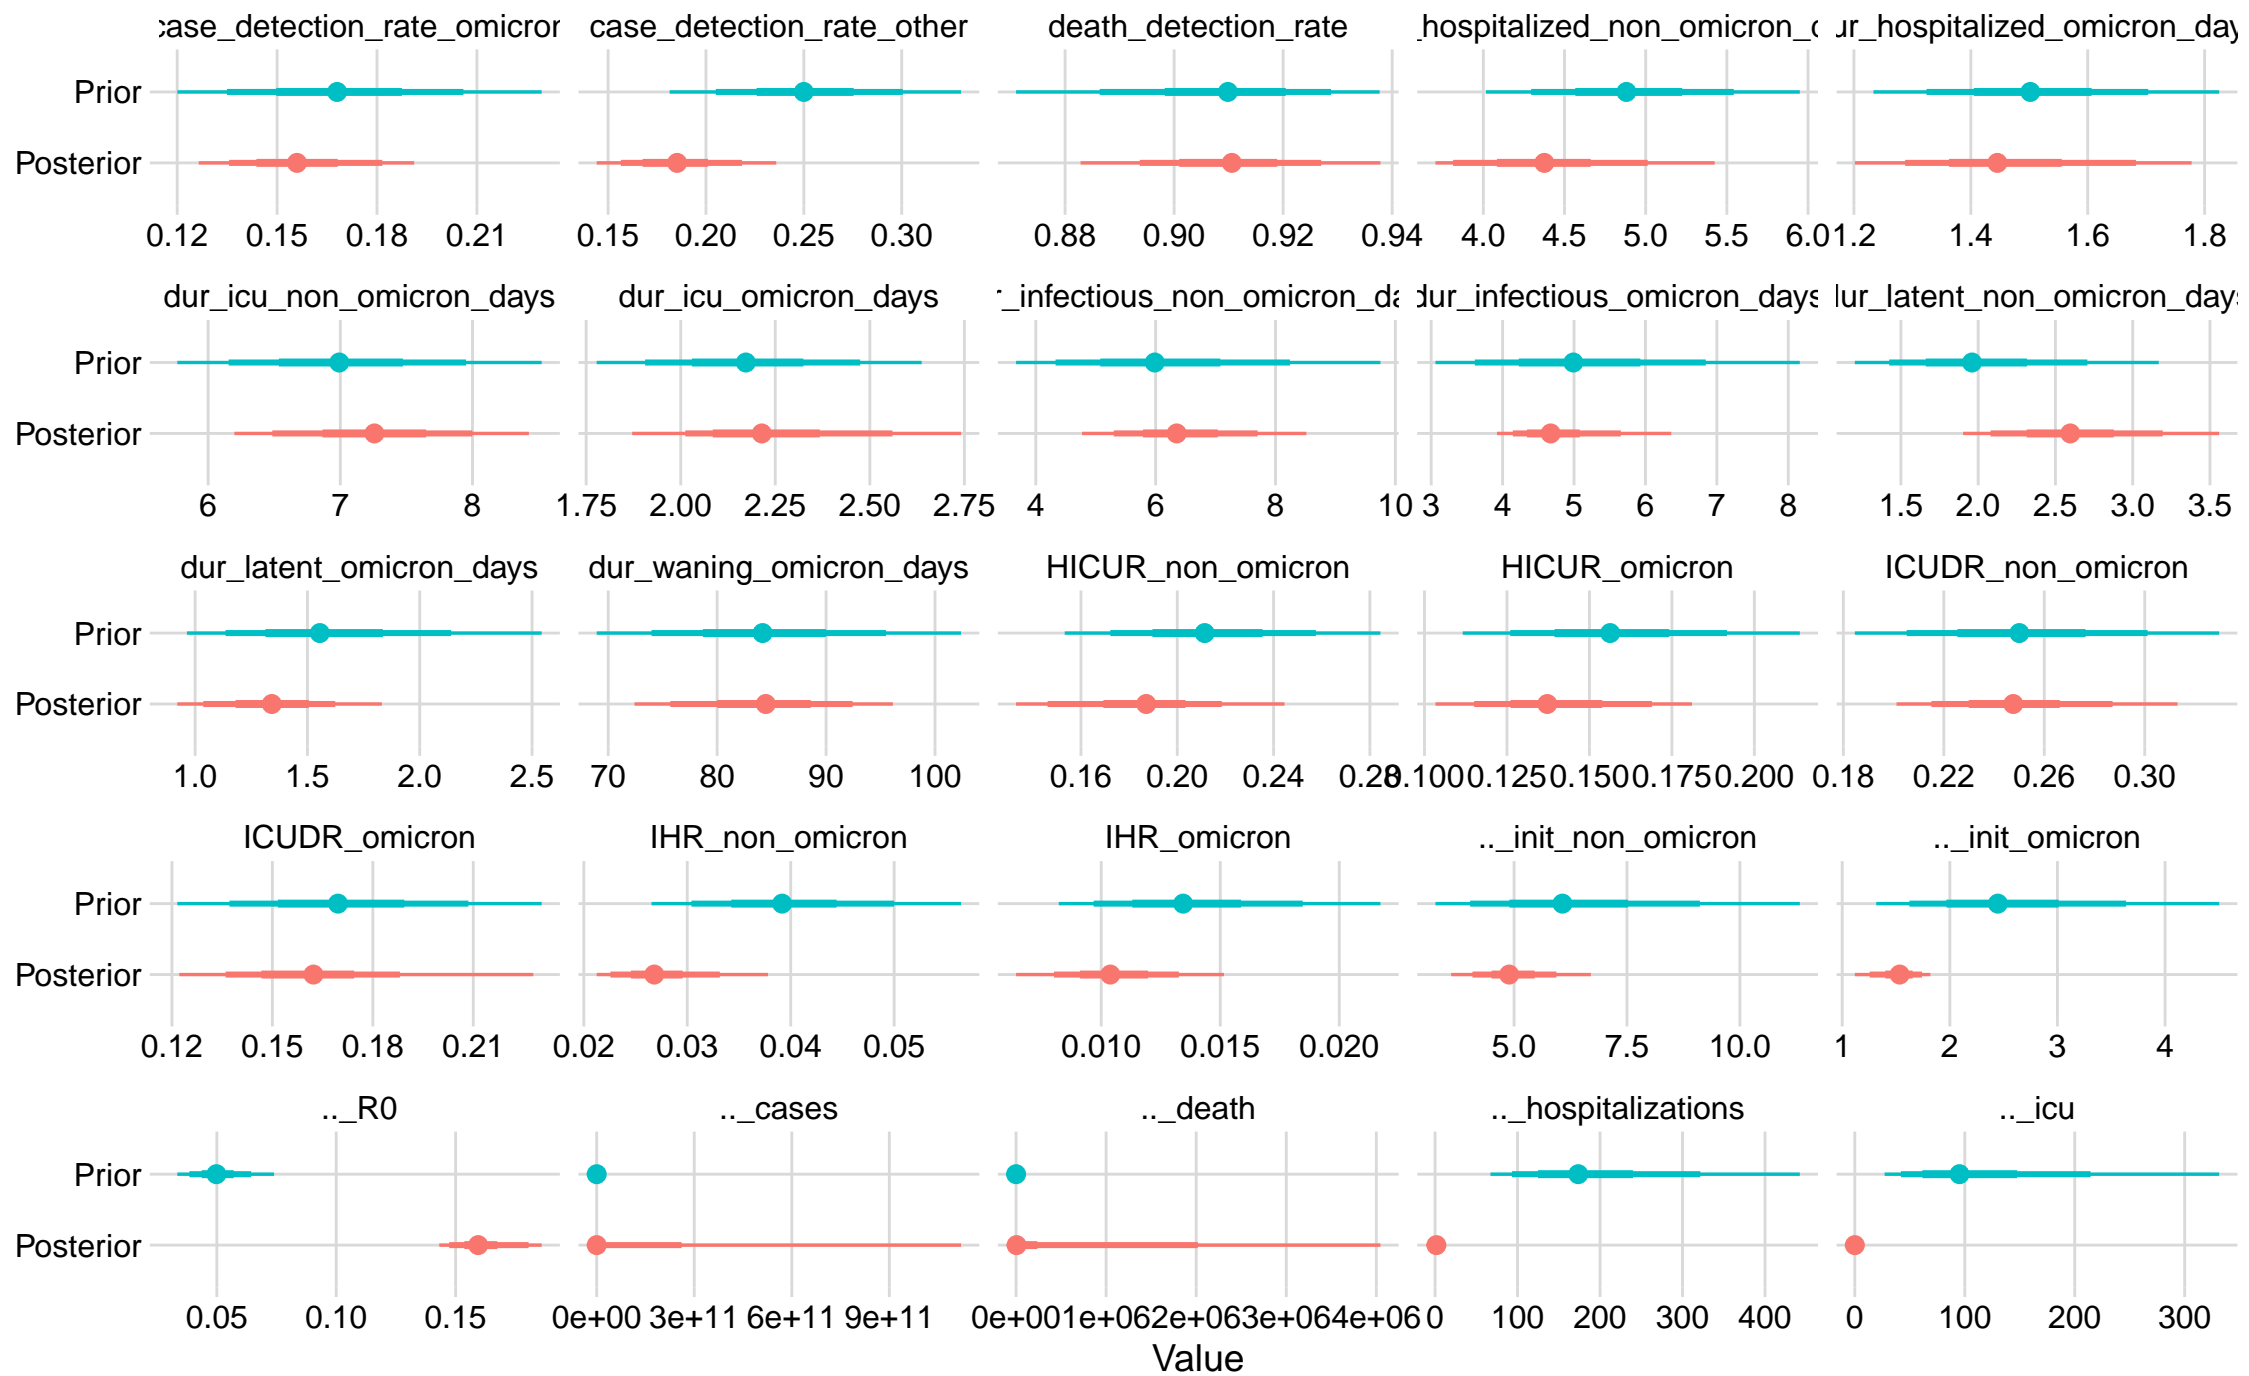 case_detection_rate_omicron case_detection_rate_other death_detection_rate _hospitalized_non_omicron_ ur_hospitalized_omicron_day
Prior
Posterior
0.12 0.15 0.18 0.21 0.15 0.20 0.25 0.30 0.88 0.90 0.92 0.94 4.0 4.5 5.0 5.5 6.0 1.2 1.4 1.6 1.8
dur_icu_non_omicron_days dur_icu_omicron_days r_infectious_non_omicron_da dur_infectious_omicron_days dur_latent_non_omicron_days
Prior
Posterior
6 7 8 1.75 2.00 2.25 2.50 2.75 4 6 8 10 3 4 5 6 7 8 1.5 2.0 2.5 3.0 3.5
dur_latent_omicron_days dur_waning_omicron_days HICUR_non_omicron HICUR_omicron ICUDR_non_omicron
Prior
Posterior
1.0 1.5 2.0 2.5 70 80 90 100 0.16 0.20 0.24 0.28 0.100 0.125 0.150 0.175 0.200 0.18 0.22 0.26 0.30
ICUDR_omicron IHR_non_omicron IHR_omicron .._init_non_omicron .._init_omicron
Prior
Posterior
0.12 0.15 0.18 0.21 0.02 0.03 0.04 0.05 0.010 0.015 0.020 5.0 7.5 10.0 1 2 3 4
.._R0 .._cases .._death .._hospitalizations .._icu
Prior
Posterior
0.05 0.10 0.15 0e+00 3e+11 6e+11 9e+11 0e+00 1e+06 2e+06 3e+06 4e+06 0 100 200 300 400 0 100 200 300
Value